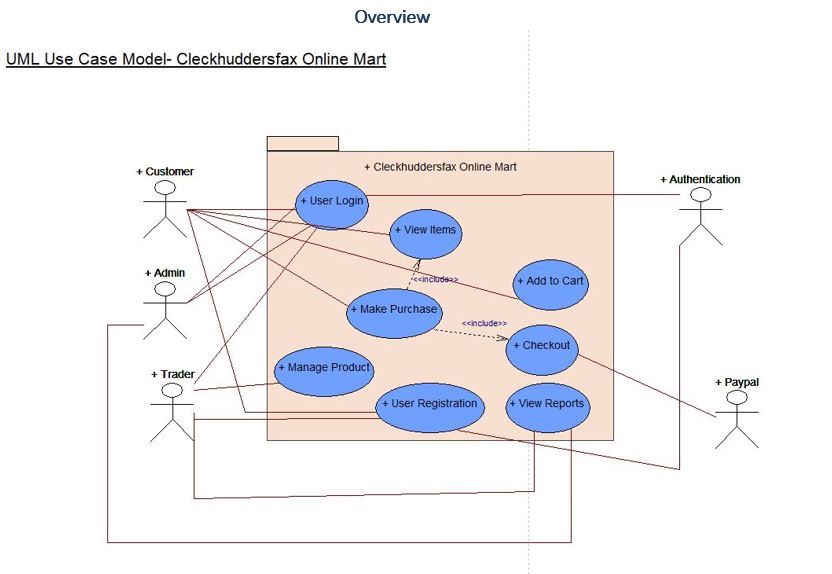 Overview
UML Use Case Model- Cleckhuddersfax Online Mart
+ Cleckhuddersfax Online Mart
+ Customer
+ Authentication
+ User Login
+ View Items
+ Admin
<<include>>
+ Add to Cart
+ Make Purchase
<<include>>
+ Checkout
+ Trader
+ Manage Product
+ Paypal
+ User Registration
+ View Reports